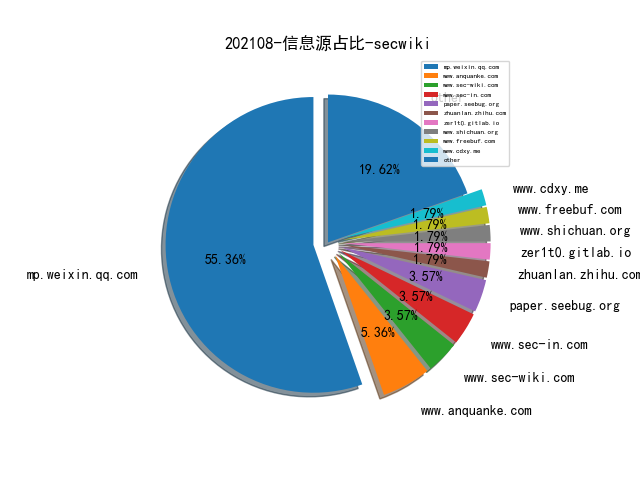 202108-信息源占比-secwiki
mp.weixin.qq.com
www.anquanke.com
www.sec-wiki.com
www.sec-in.com
paper.seebug.org
zhuanlan.zhihu.com
zer1t0.gitlab.io
www.shichuan.org
www.freebuf.com
www.cdxy.me
other
other
19.62%
www.cdxy.me
1.79%
www.freebuf.com
1.79%
www.shichuan.org
1.79%
zer1t0.gitlab.io
1.79%
zhuanlan.zhihu.com
1.79%
paper.seebug.org
3.57%
www.sec-in.com
3.57%
www.sec-wiki.com
3.57%
www.anquanke.com
5.36%
mp.weixin.qq.com
55.36%